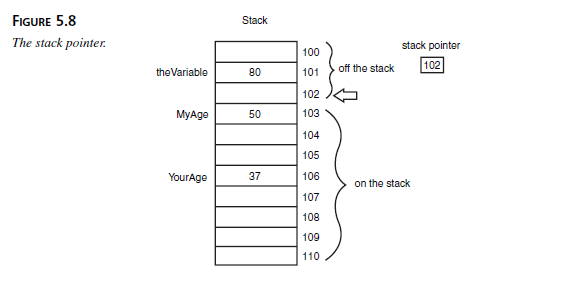 FIGURE 5.8
The stack pointer.
Stack
stack pointer
102
100
theVariable 80 101 off the stack
102
MyAge 50 103
104
105
YourAge 37 106 on the stack
107
108
109
110